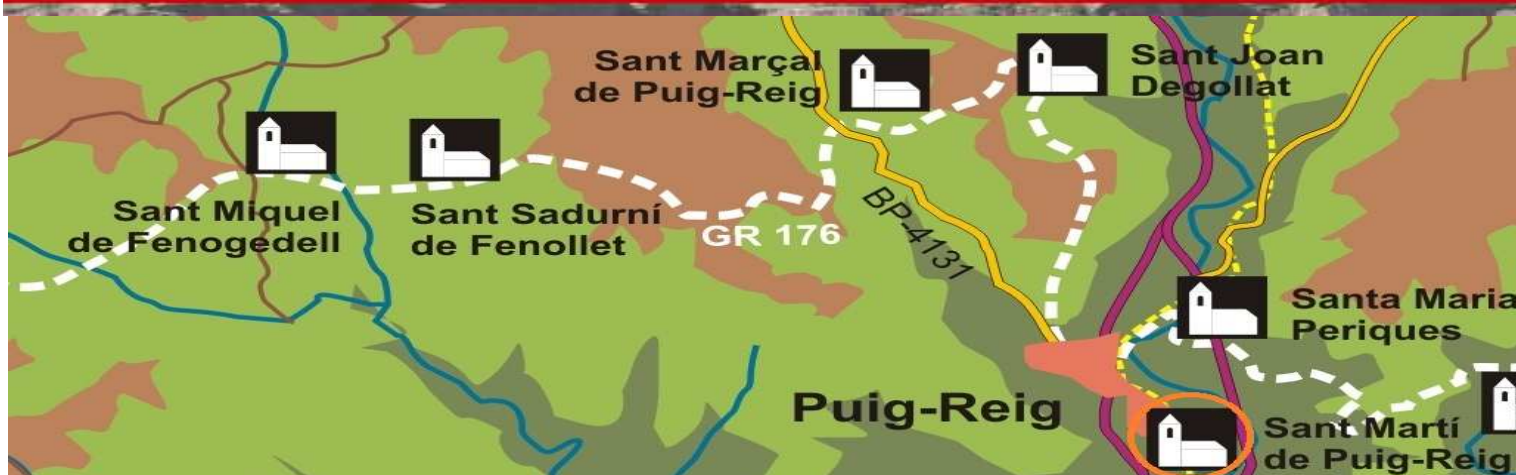 Sant Marçal
de Puig-Reig
Sant Joan
Degollat
Sant Miquel
de Fenogedell
Sant Sadurní
de Fenollet
GR 176
BP-4131
Santa Maria
Periques
Puig-Reig
Sant Martí
de Puig-Reig